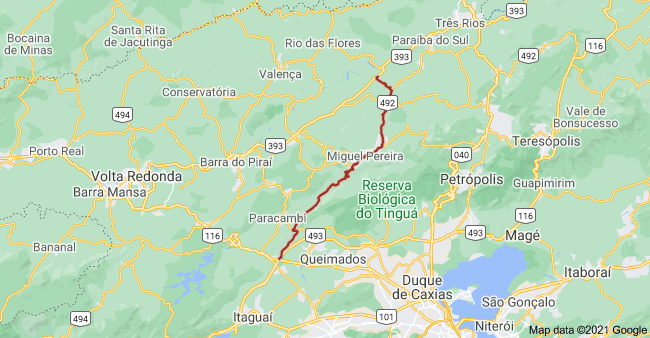 Três Rios
393
Bocaina
de Minas
Santa Rita
de Jacutinga
Rio das Flores
Paraíba do Sul
116
393
492
Valença
Conservatória
492
494
Vale de
Bonsucesso
393
Teresópolis
Porto Real
Barra do Piraí
Miguel Pereira
040
Volta Redonda
Petrópolis
Guapimirim
Barra Mansa
Reserva
Biológica
do Tinguá
Paracambi
116
493
493
Magé
Bananal
Queimados
Itaboraí
Duque
de Caxias
São Gonçalo
494
Itaguaí
101
Niterói
Map data ©2021 Google